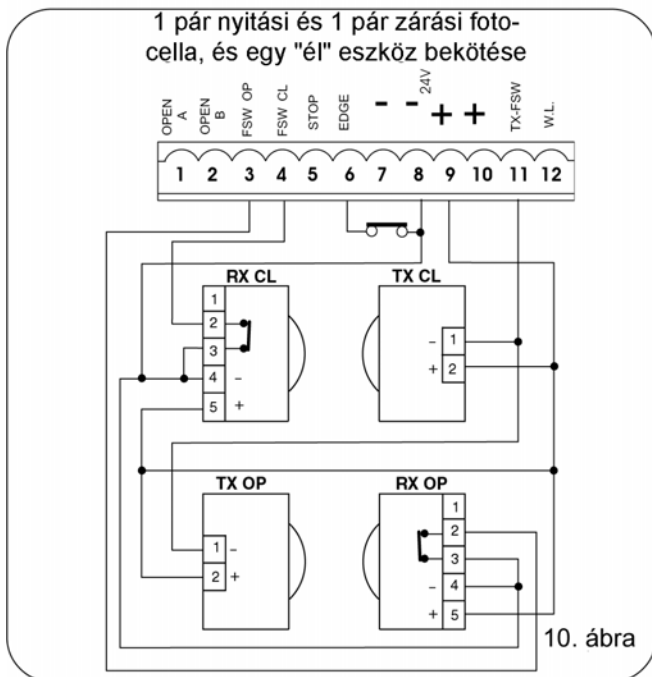 1 pár nyitási és 1 pár zárási foto-
cella, és egy "él" eszköz bekötése
OPEN A
OPEN B
FSW OP
FSW CL
STOP
EDGE
-
-
24V
+
+
TX-FSW
W.L.
1 2 3 4 5 6 7 8 9 10 11 12
RX CL
1
2
3
4 -
5 +
TX CL
- 1
+ 2
TX OP
1 -
2 +
RX OP
1
2
3
- 4
+ 5
10. ábra